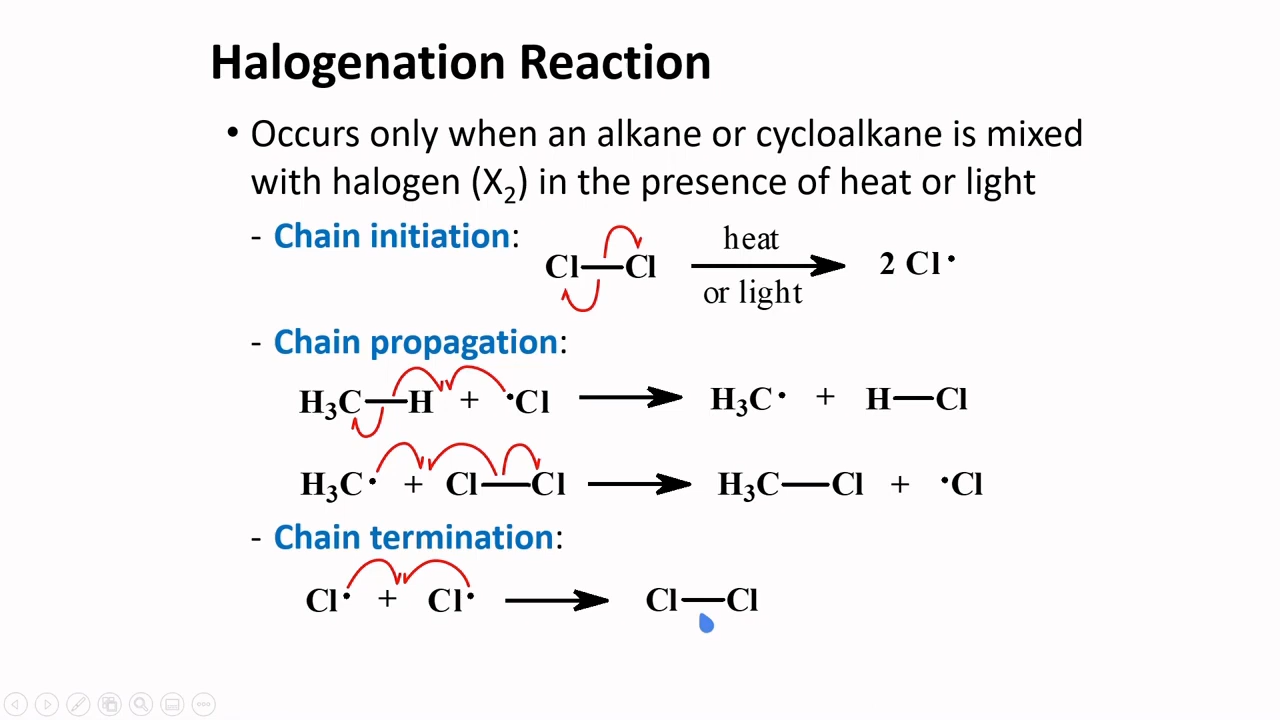 Halogenation Reaction
• Occurs only when an alkane or cycloalkane is mixed
with halogen (X₂) in the presence of heat or light
- Chain initiation:
Cl—Cl heat or light 2 Cl•
- Chain propagation:
H₃C—H + •Cl H₃C• + H—Cl
H₃C• + Cl—Cl H₃C—Cl + •Cl
- Chain termination:
Cl• + Cl• Cl—Cl